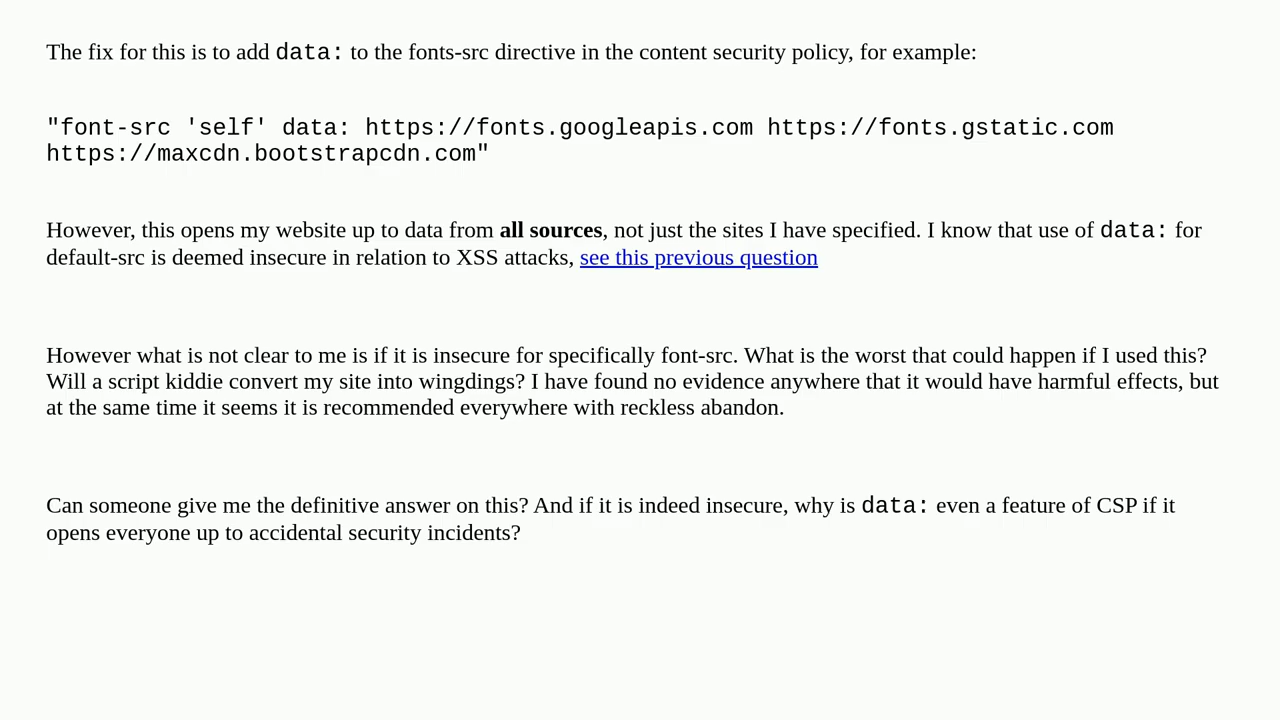 The fix for this is to add data: to the fonts-src directive in the content security policy, for example:
"font-src 'self' data: https://fonts.googleapis.com https://fonts.gstatic.com
https://maxcdn.bootstrapcdn.com"
However, this opens my website up to data from all sources, not just the sites I have specified. I know that use of data: for
default-src is deemed insecure in relation to XSS attacks, see this previous question
However what is not clear to me is if it is insecure for specifically font-src. What is the worst that could happen if I used this?
Will a script kiddie convert my site into wingdings? I have found no evidence anywhere that it would have harmful effects, but
at the same time it seems it is recommended everywhere with reckless abandon.
Can someone give me the definitive answer on this? And if it is indeed insecure, why is data: even a feature of CSP if it
opens everyone up to accidental security incidents?